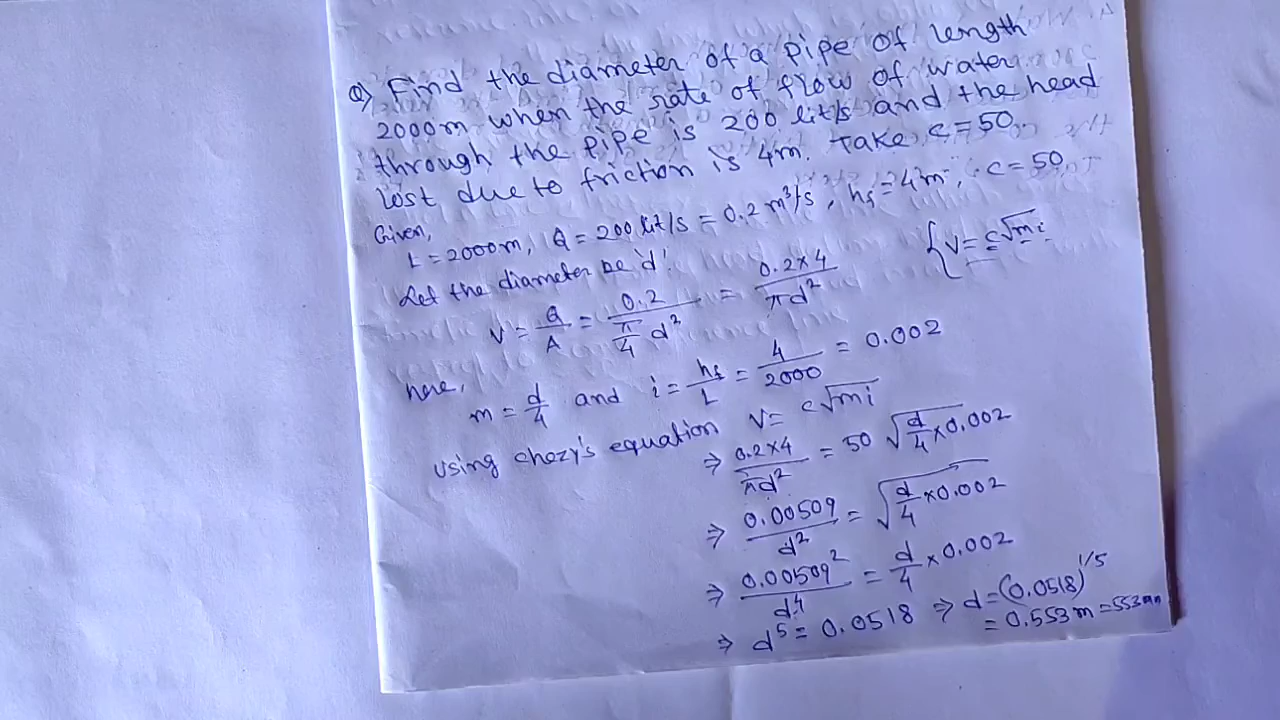 Q) Find the diameter of a pipe of length
2000m when the rate of flow of water
through the pipe is 200 lit/s and the head
lost due to friction is 4m. Take c=50.
Given,
L=2000m, Q=200 lit/s = 0.2 m³/s, hf=4m, c=50
Let the diameter be 'd'. {V=c√mi
V = Q/A = 0.2/(π/4 d²) = 0.2×4/πd²
here,
m = d/4 and i = hf/L = 4/2000 = 0.002
Using chezy's equation V= c√mi
⇒ 0.2×4/πd² = 50 √(d/4×0.002)
⇒ 0.00509/d² = √(d/4×0.002)
⇒ 0.00509²/d⁴ = d/4×0.002
⇒ d⁵= 0.0518 ⇒ d=(0.0518)^1/5
= 0.553m=553mm